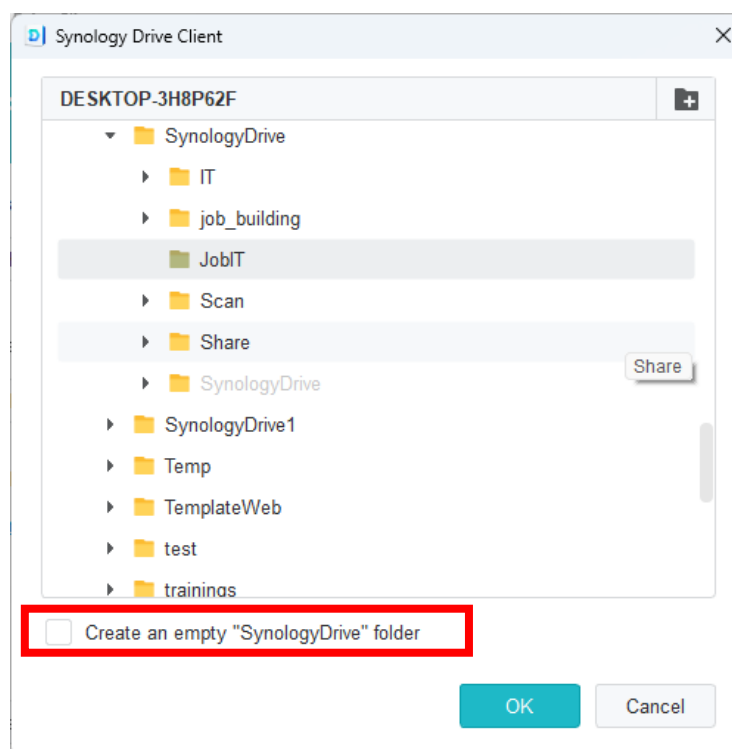 Synology Drive Client
DESKTOP-3H8P62F
SynologyDrive
IT
job_building
JobIT
Scan
Share
Share
SynologyDrive
SynologyDrive1
Temp
TemplateWeb
test
trainings
Create an empty "SynologyDrive" folder
OK Cancel